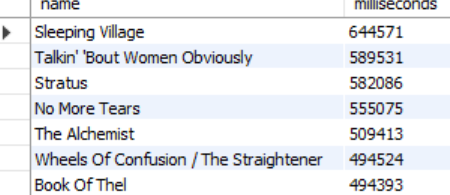 name milliseconds
Sleeping Village 644571
Talkin' 'Bout Women Obviously 589531
Stratus 582086
No More Tears 555075
The Alchemist 509413
Wheels Of Confusion / The Straightener 494524
Book Of Thel 494393